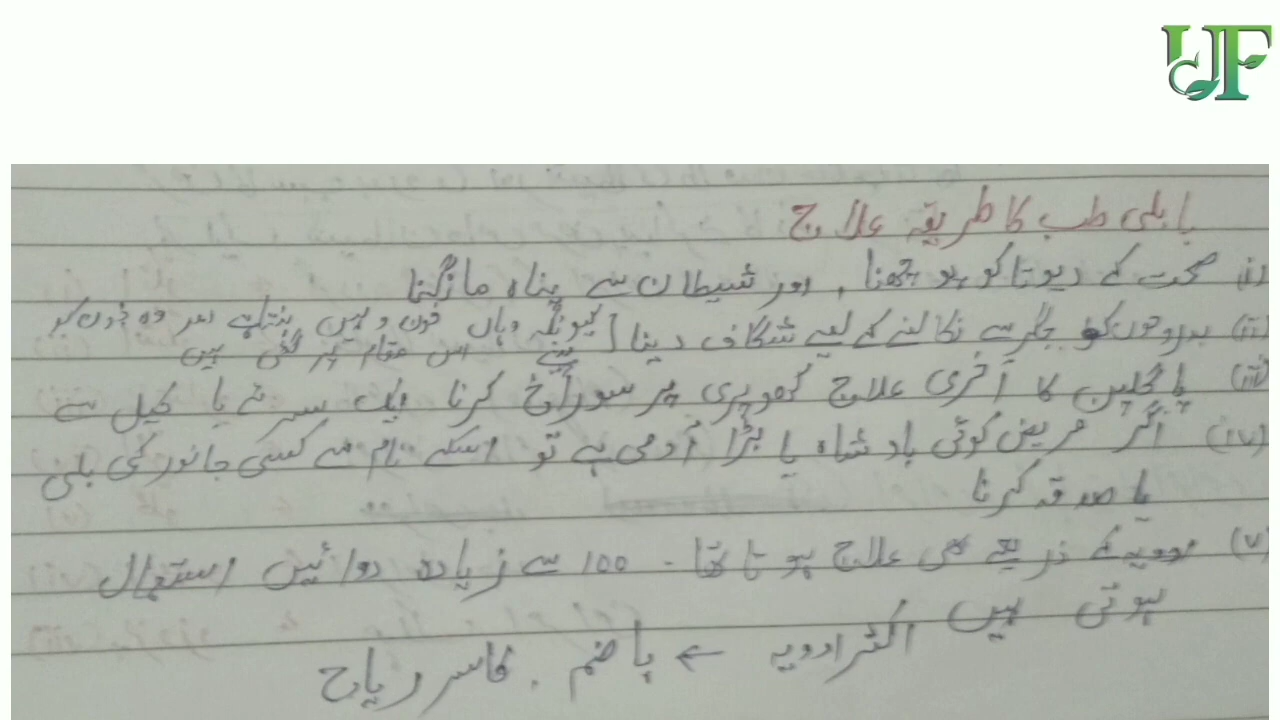 UF
بابلی طب کا طریقہ علاج
(i) صحت کے دیوتا کو پوچھنا، اور شیطان سے پناہ مانگنا
(ii) بدروحوں کو جگر سے نکالنے کے لیے شگاف دینا [ کیونکہ وہاں خون وہیں بنتا ہے اور وہ خون کو
اس مقام پر گئی ہیں
(iii) پاگلپن کا آخری علاج کھوپری پر سوراخ کرنا ایک سرئے یا کیل سے
(iv) اگر مریض کوئی بادشاہ یا بڑا آدمی ہے تو اسکے نام سے کسی جانور کی بلی
یا صدقہ کرنا
(v) ادویہ کے ذریعے بھی علاج ہوتا تھا - 100 سے زیادہ دوائیں استعمال
ہوتی ہیں اکثر ادویہ ← ہاضم، کاسر ریاح